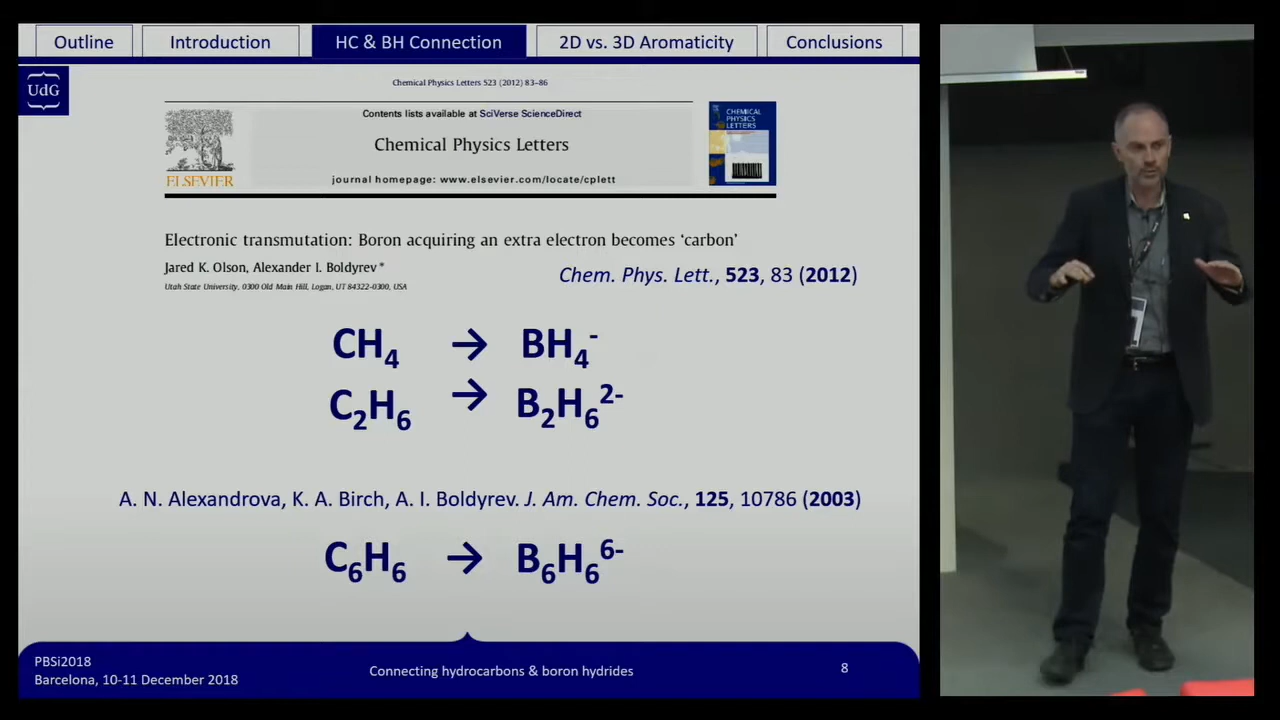 Outline Introduction HC & BH Connection 2D vs. 3D Aromaticity Conclusions
UdG
Chemical Physics Letters 523 (2012) 83–86
Contents lists available at SciVerse ScienceDirect
Chemical Physics Letters
journal homepage: www.elsevier.com/locate/cplett
ELSEVIER
CHEMICAL
PHYSICS
LETTERS
Electronic transmutation: Boron acquiring an extra electron becomes ‘carbon’
Jared K. Olson, Alexander I. Boldyrev *
Utah State University, 0300 Old Main Hill, Logan, UT 84322-0300, USA
Chem. Phys. Lett., 523, 83 (2012)
CH₄ → BH₄⁻
C₂H₆ → B₂H₆²⁻
A. N. Alexandrova, K. A. Birch, A. I. Boldyrev. J. Am. Chem. Soc., 125, 10786 (2003)
C₆H₆ → B₆H₆⁶⁻
PBSi2018
Barcelona, 10-11 December 2018
Connecting hydrocarbons & boron hydrides
8